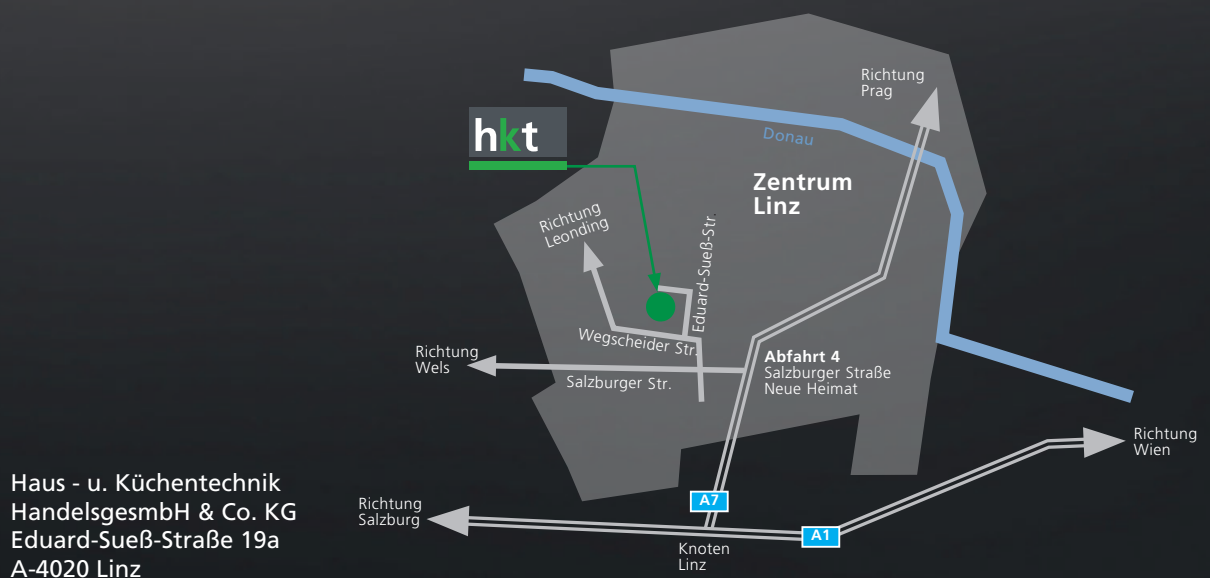 Richtung
Prag
hkt
Donau
Zentrum
Linz
Richtung
Leonding
Eduard-Sueß-Str.
Wegscheider Str.
Richtung
Wels
Salzburger Str.
Abfahrt 4
Salzburger Straße
Neue Heimat
Richtung
Wien
Haus - u. Küchentechnik
HandelsgesmbH & Co. KG
Eduard-Sueß-Straße 19a
A-4020 Linz
Richtung
Salzburg
A7
A1
Knoten
Linz